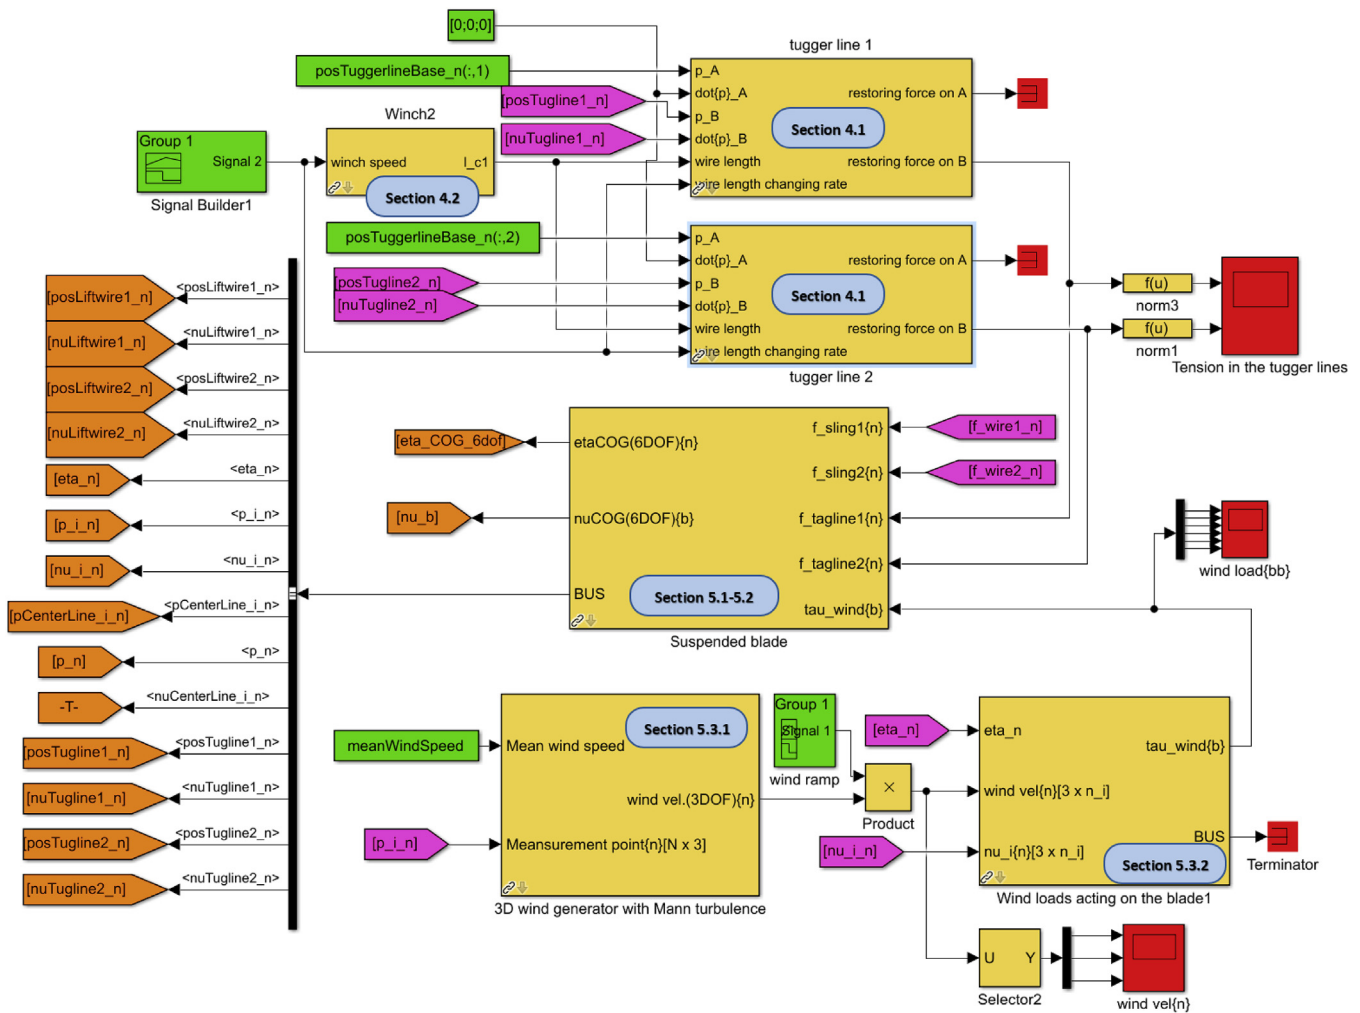 [0;0;0]
tugger line 1
posTuggerlineBase_n(:,1)
p_A
[posTugline1_n]
dot{p}_A
restoring force on A
Winch2
p_B
Section 4.1
[nuTugline1_n]
dot{p}_B
Group 1
Signal 2
winch speed
l_c1
wire length
restoring force on B
Section 4.2
wire length changing rate
Signal Builder1
posTuggerlineBase_n(:,2)
p_A
dot{p}_A
restoring force on A
[posTugline2_n]
p_B
Section 4.1
[nuTugline2_n]
dot{p}_B
wire length
restoring force on B
wire length changing rate
tugger line 2
f(u)
norm3
f(u)
norm1
Tension in the tugger lines
[posLiftwire1_n]
<posLiftwire1_n>
[nuLiftwire1_n]
<nuLiftwire1_n>
[posLiftwire2_n]
<posLiftwire2_n>
[nuLiftwire2_n]
<nuLiftwire2_n>
[eta_n]
<eta_n>
[p_i_n]
<p_i_n>
[nu_i_n]
<nu_i_n>
[pCenterLine_i_n]
<pCenterLine_i_n>
[p_n]
<p_n>
-T-
<nuCenterLine_i_n>
[posTugline1_n]
<posTugline1_n>
[nuTugline1_n]
<nuTugline1_n>
[posTugline2_n]
<posTugline2_n>
[nuTugline2_n]
<nuTugline2_n>
[eta_COG_6dof]
etaCOG(6DOF){n}
f_sling1{n}
[f_wire1_n]
f_sling2{n}
[f_wire2_n]
[nu_b]
nuCOG(6DOF){b}
f_tagline1{n}
f_tagline2{n}
BUS
Section 5.1-5.2
tau_wind{b}
Suspended blade
wind load{bb}
meanWindSpeed
Mean wind speed
Section 5.3.1
wind vel.(3DOF){n}
[p_i_n]
Meansurement point{n}[N x 3]
3D wind generator with Mann turbulence
Group 1
Signal 1
wind ramp
×
Product
[eta_n]
eta_n
tau_wind{b}
wind vel{n}[3 x n_i]
[nu_i_n]
nu_i{n}[3 x n_i]
BUS
Section 5.3.2
Terminator
Wind loads acting on the blade1
U
Y
Selector2
wind vel{n}